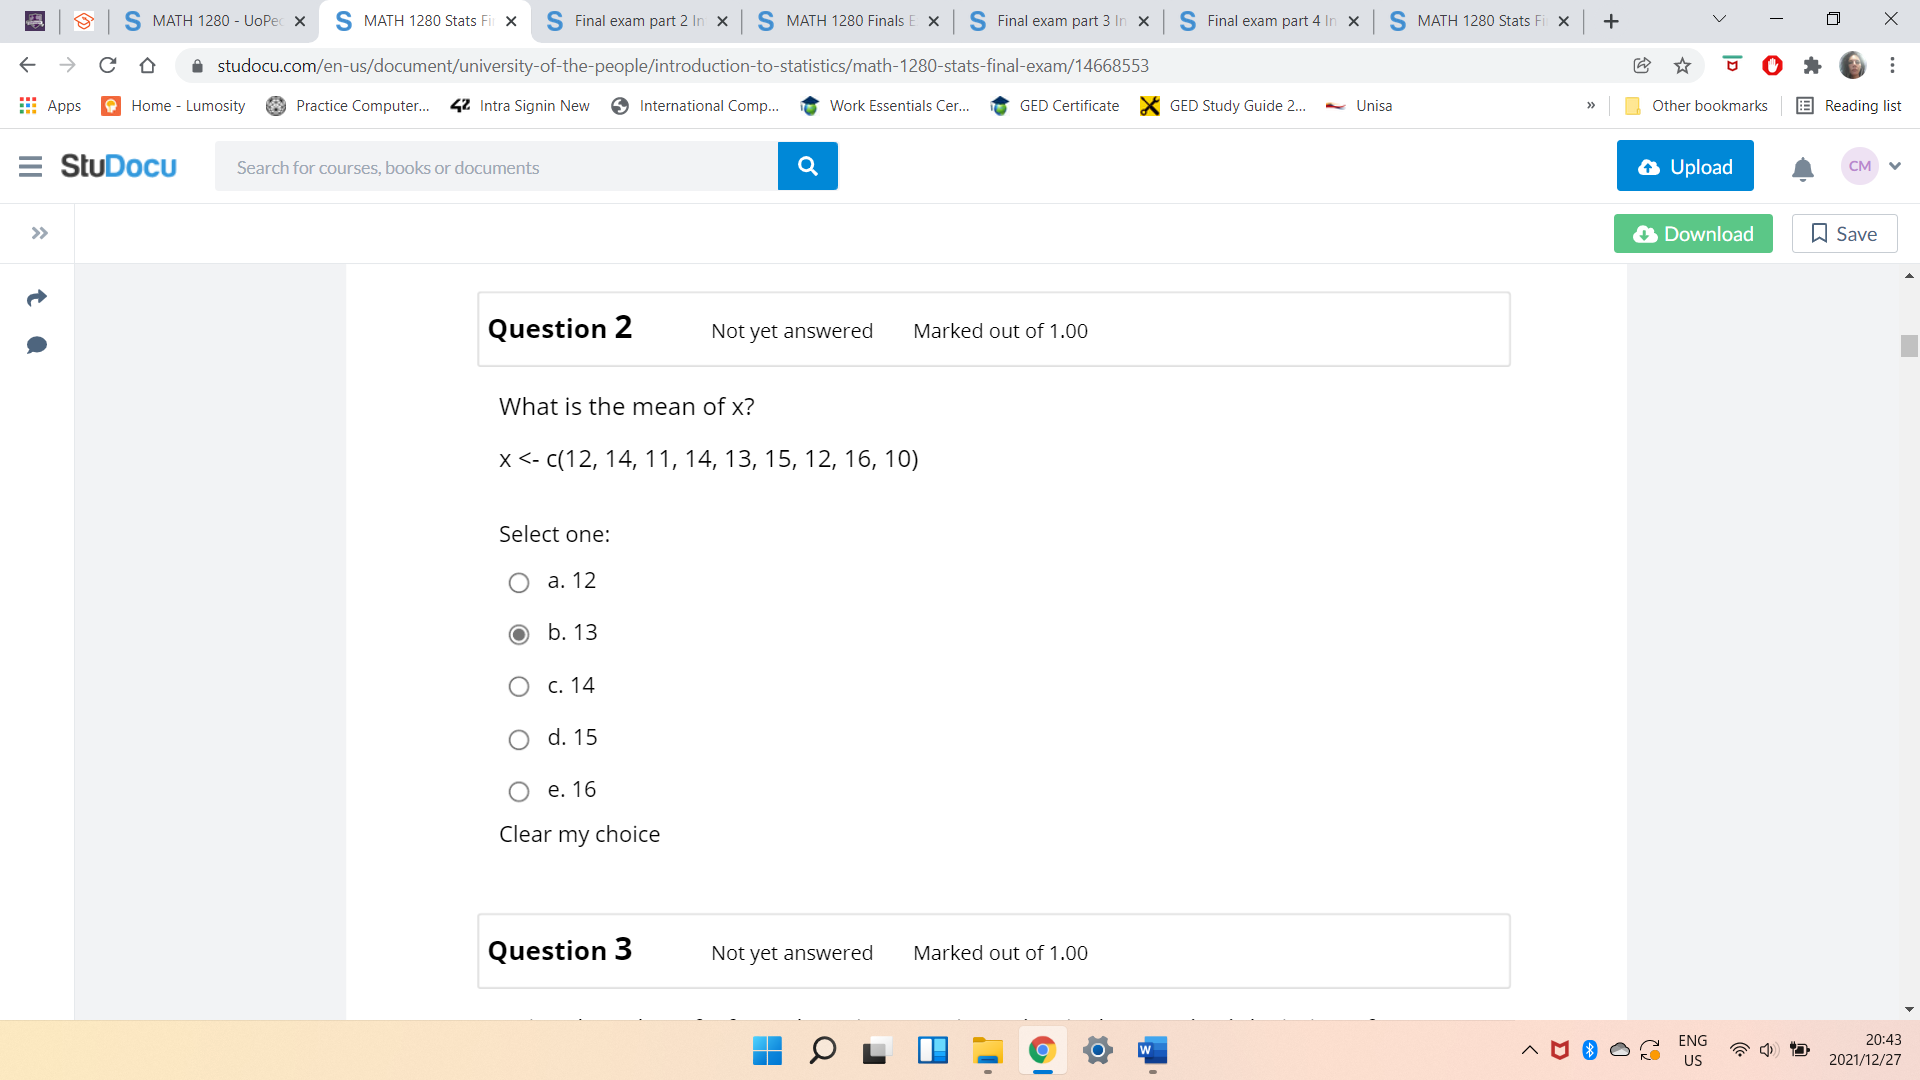 MATH 1280 - UoPeo
MATH 1280 Stats Fin
Final exam part 2 In
MATH 1280 Finals E
Final exam part 3 In
Final exam part 4 In
MATH 1280 Stats Fi
studocu.com/en-us/document/university-of-the-people/introduction-to-statistics/math-1280-stats-final-exam/14668553
Apps
Home - Lumosity
Practice Computer...
42 Intra Signin New
International Comp...
Work Essentials Cer...
GED Certificate
GED Study Guide 2...
Unisa
»
Other bookmarks
Reading list
StuDocu
Search for courses, books or documents
Upload
CM
Download
Save
Question 2 Not yet answered Marked out of 1.00
What is the mean of x?
x <- c(12, 14, 11, 14, 13, 15, 12, 16, 10)
Select one:
a. 12
b. 13
c. 14
d. 15
e. 16
Clear my choice
Question 3 Not yet answered Marked out of 1.00
ENG
US
20:43
2021/12/27